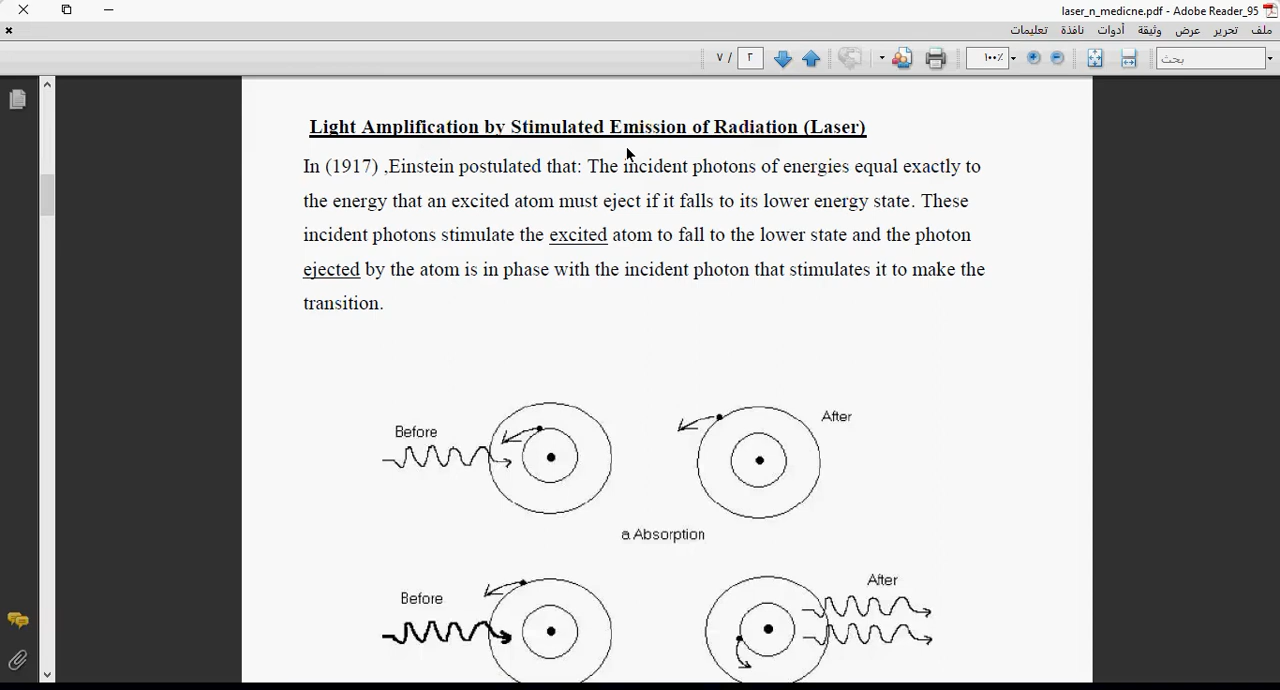 laser_n_medicne.pdf - Adobe Reader_95
ملف تحرير عرض وثيقة أدوات نافذة تعليمات
٢ / ٧
١٠٠٪
بحث
Light Amplification by Stimulated Emission of Radiation (Laser)
In (1917) ,Einstein postulated that: The incident photons of energies equal exactly to
the energy that an excited atom must eject if it falls to its lower energy state. These
incident photons stimulate the excited atom to fall to the lower state and the photon
ejected by the atom is in phase with the incident photon that stimulates it to make the
transition.
Before
After
a Absorption
Before
After